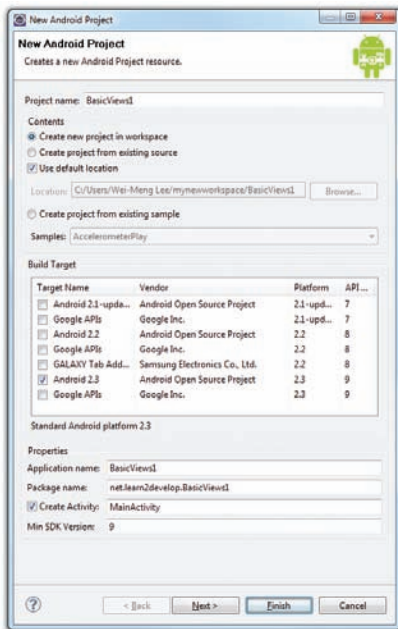 New Android Project
New Android Project
Creates a new Android Project resource.
Project name: BasicViews1
Contents
Create new project in workspace
Create project from existing source
Use default location
Location: C:/Users/Wei-Meng Lee/mynewworkspace/BasicViews1 Browse...
Create project from existing sample
Samples: AccelerometerPlay
Build Target
Target Name Vendor Platform API ...
Android 2.1-upda... Android Open Source Project 2.1-upd... 7
Google APIs Google Inc. 2.1-upd... 7
Android 2.2 Android Open Source Project 2.2 8
Google APIs Google Inc. 2.2 8
GALAXY Tab Add... Samsung Electronics Co., Ltd. 2.2 8
Android 2.3 Android Open Source Project 2.3 9
Google APIs Google Inc. 2.3 9
Standard Android platform 2.3
Properties
Application name: BasicViews1
Package name: net.learn2develop.BasicViews1
Create Activity: MainActivity
Min SDK Version: 9
? < Back Next > Finish Cancel